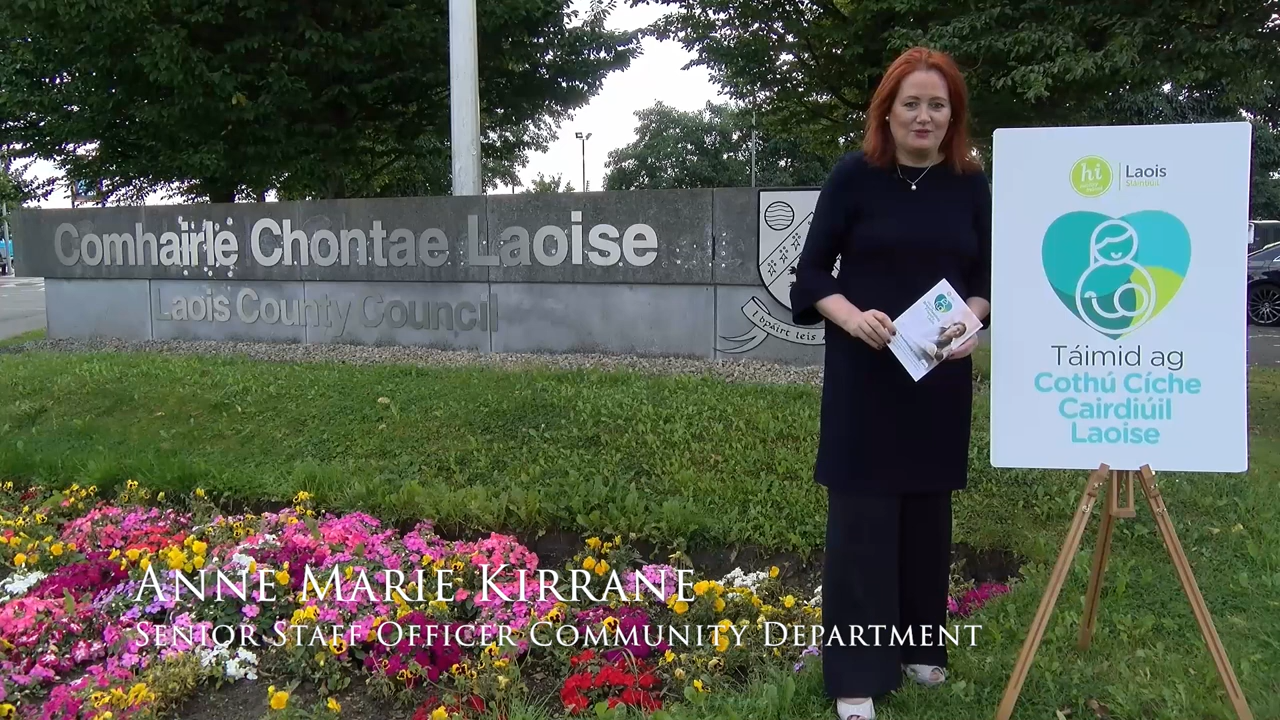 Comhairle Chontae Laoise
Laois County Council
I bpáirt leis
hi
Laois
Sláintiúil
Táimid ag
Cothú Cíche
Cairdiúil
Laoise
Anne Marie Kirrane
Senior Staff Officer Community Department